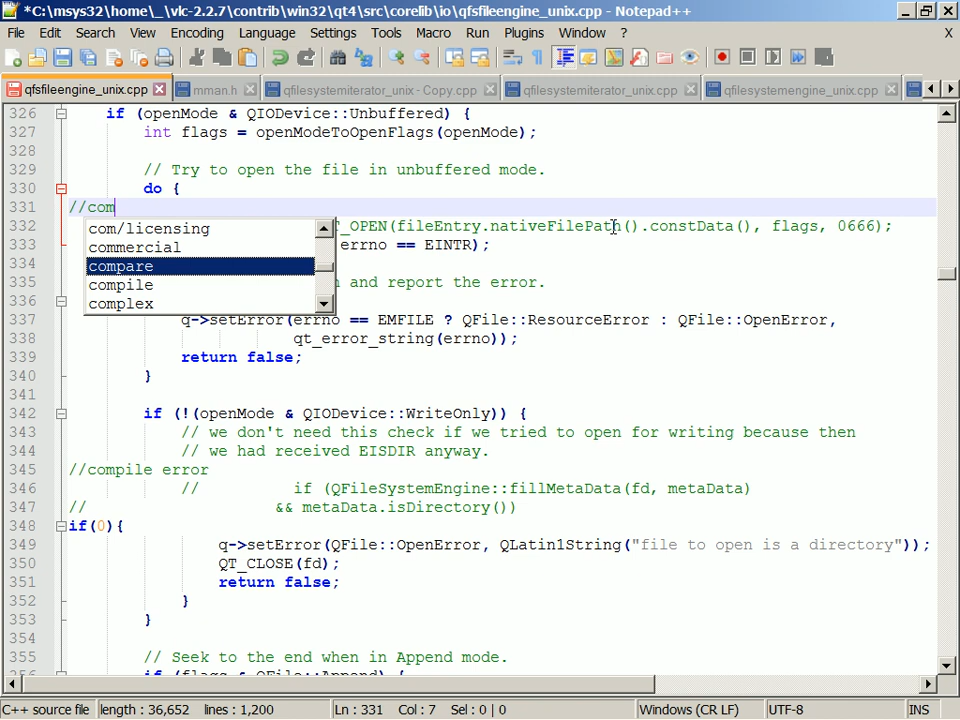 *C:\msys32\home\_\vlc-2.2.7\contrib\win32\qt4\src\corelib\io\qfsfileengine_unix.cpp - Notepad++
File Edit Search View Encoding Language Settings Tools Macro Run Plugins Window ? X
qfsfileengine_unix.cpp mman.h qfilesystemiterator_unix - Copy.cpp qfilesystemiterator_unix.cpp qfilesystemengine_unix.cpp
326 if (openMode & QIODevice::Unbuffered) {
327 int flags = openModeToOpenFlags(openMode);
328
329 // Try to open the file in unbuffered mode.
330 do {
331 //com
332 T_OPEN(fileEntry.nativeFilePath().constData(), flags, 0666);
333 errno == EINTR);
334
335 and report the error.
336
337 q->setError(errno == EMFILE ? QFile::ResourceError : QFile::OpenError,
338 qt_error_string(errno));
339 return false;
340 }
341
342 if (!(openMode & QIODevice::WriteOnly)) {
343 // we don't need this check if we tried to open for writing because then
344 // we had received EISDIR anyway.
345 //compile error
346 // if (QFileSystemEngine::fillMetaData(fd, metaData)
347 // && metaData.isDirectory())
348 if(0){
349 q->setError(QFile::OpenError, QLatin1String("file to open is a directory"));
350 QT_CLOSE(fd);
351 return false;
352 }
353 }
354
355 // Seek to the end when in Append mode.
356 if (flags & QFile::Append) {
com/licensing
commercial
compare
compile
complex
C++ source file length : 36,652 lines : 1,200 Ln : 331 Col : 7 Sel : 0 | 0 Windows (CR LF) UTF-8 INS